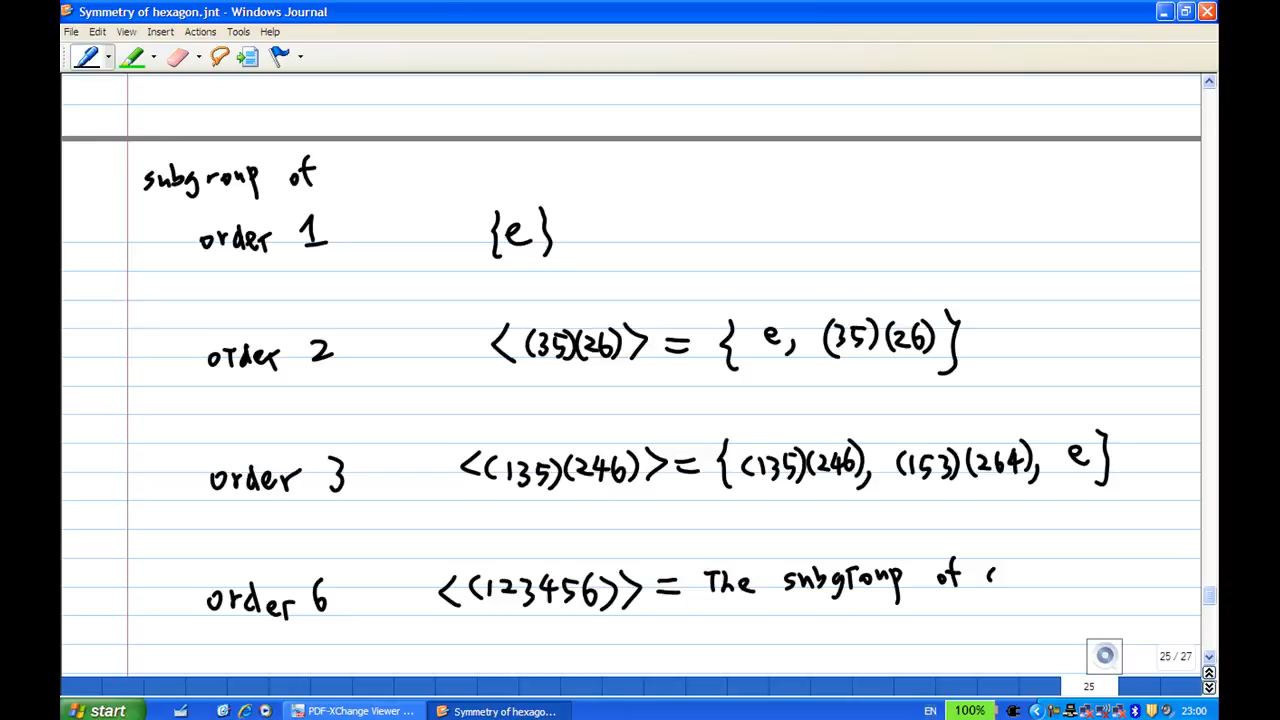 Symmetry of hexagon.jnt - Windows Journal
File Edit View Insert Actions Tools Help
subgroup of
order 1 {e}
order 2 <(35)(26)> = { e, (35)(26)}
order 3 <(135)(246)> = {(135)(246), (153)(264), e}
order 6 <(123456)> = The subgroup of
25 / 27
25
start PDF-XChange Viewer ... Symmetry of hexago... EN 100% 23:00